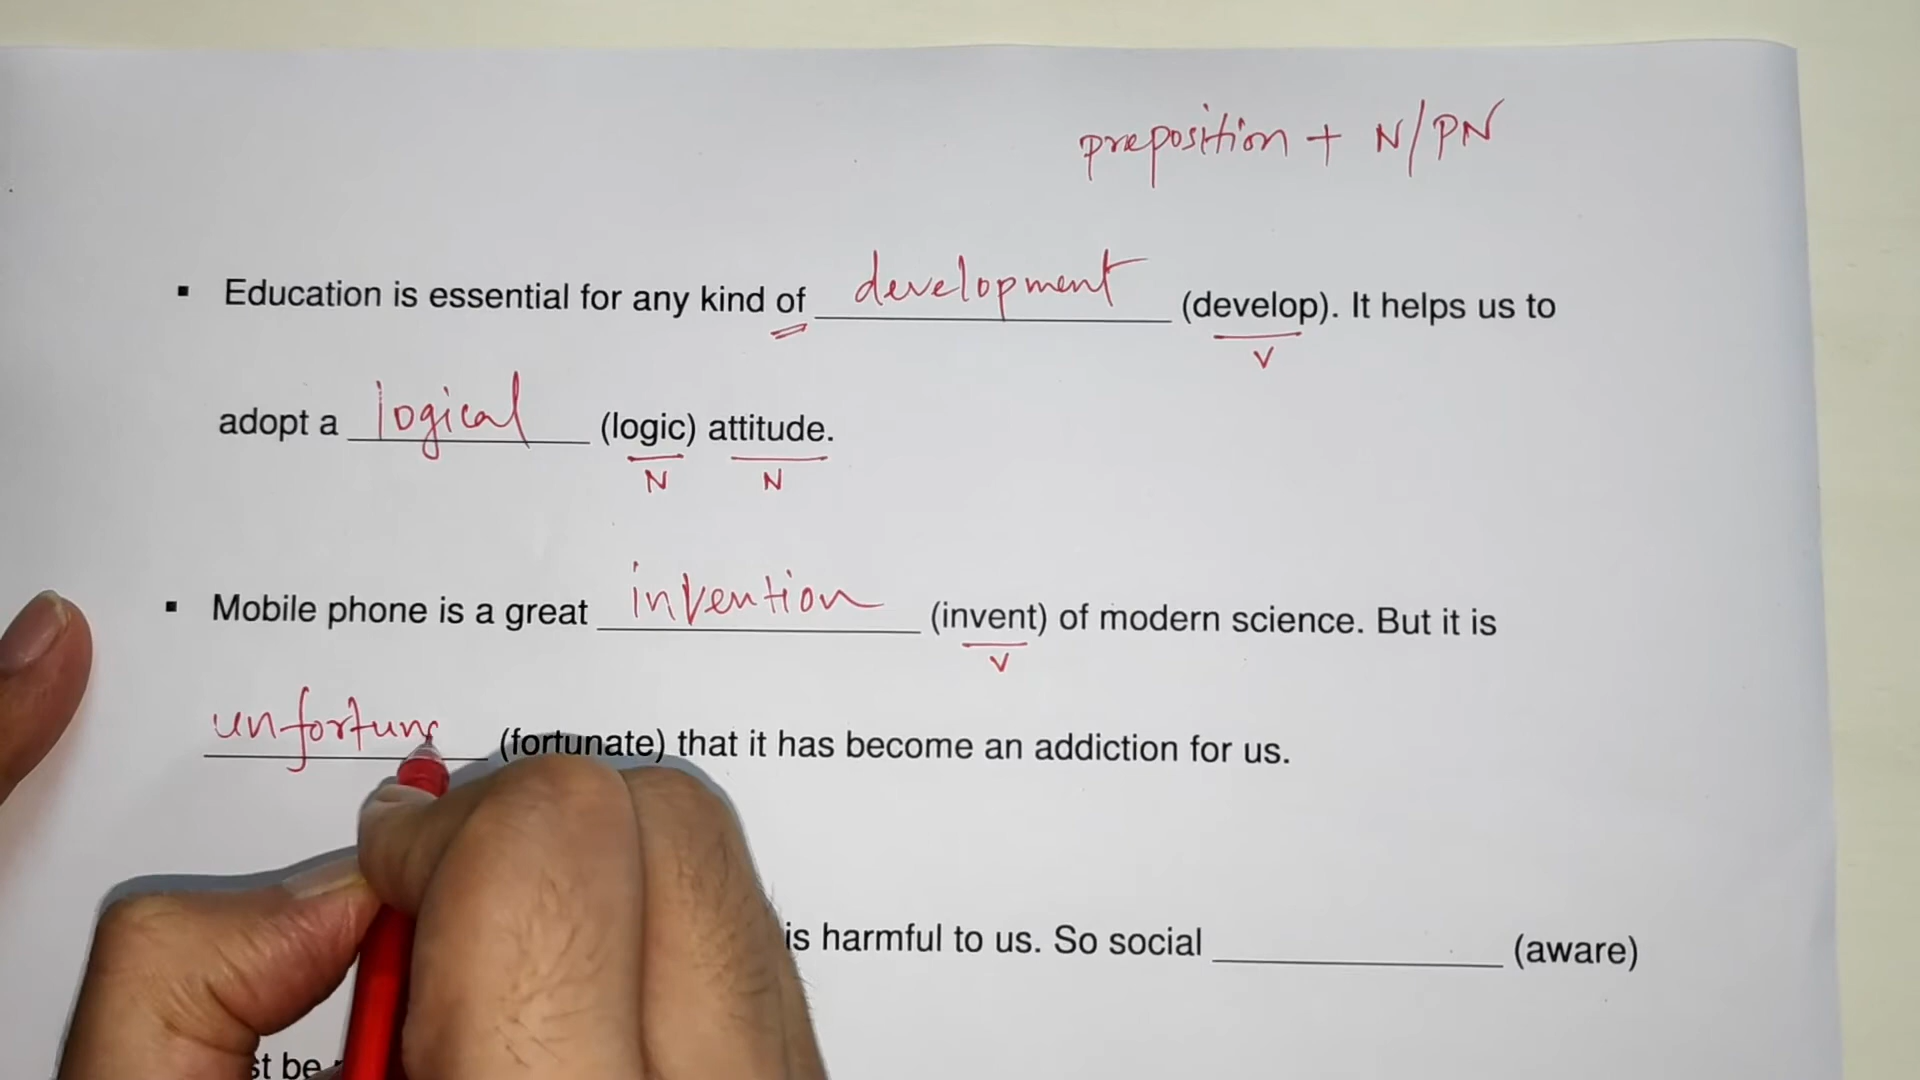 preposition + N/PN
▪ Education is essential for any kind of development (develop). It helps us to
V
adopt a logical (logic) attitude.
N N
▪ Mobile phone is a great invention (invent) of modern science. But it is
V
unfortun (fortunate) that it has become an addiction for us.
is harmful to us. So social ____________ (aware)
be